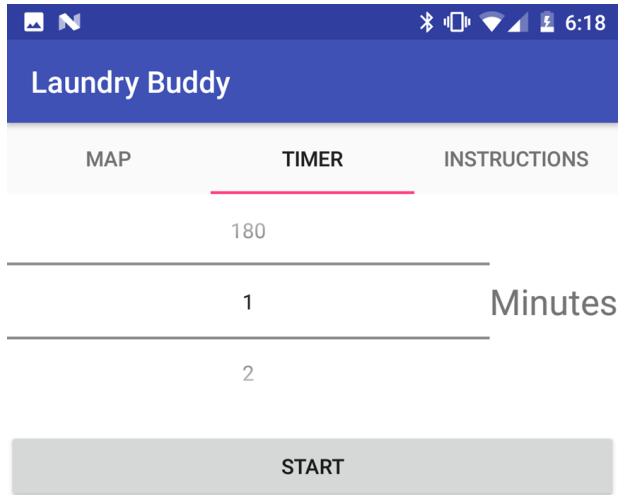 6:18
Laundry Buddy
MAP TIMER INSTRUCTIONS
180
1 Minutes
2
START